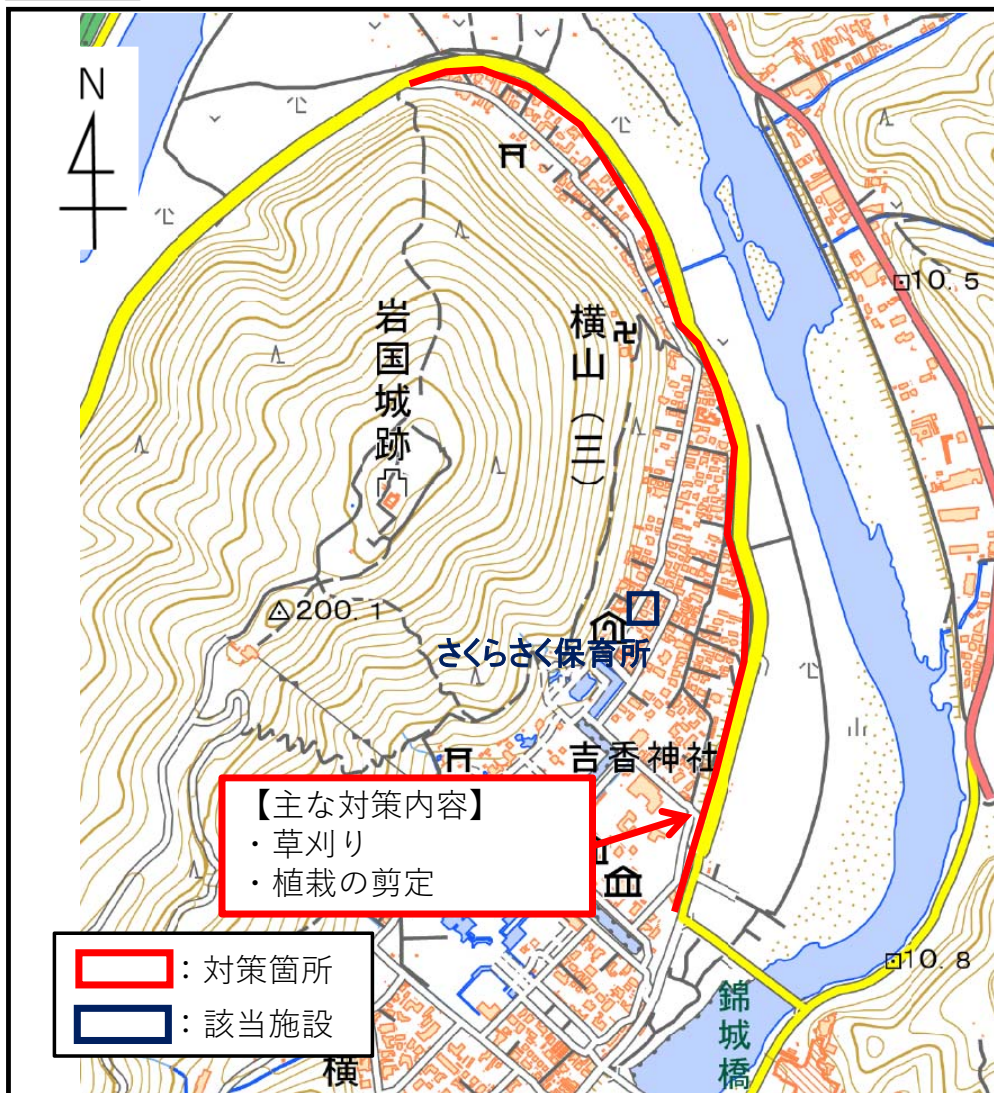 N
岩国城跡
横山（三）
10.5
200.1
さくらさく保育所
吉香神社
【主な対策内容】
・草刈り
・植栽の剪定
10.8
錦城橋
：対策箇所
：該当施設
横